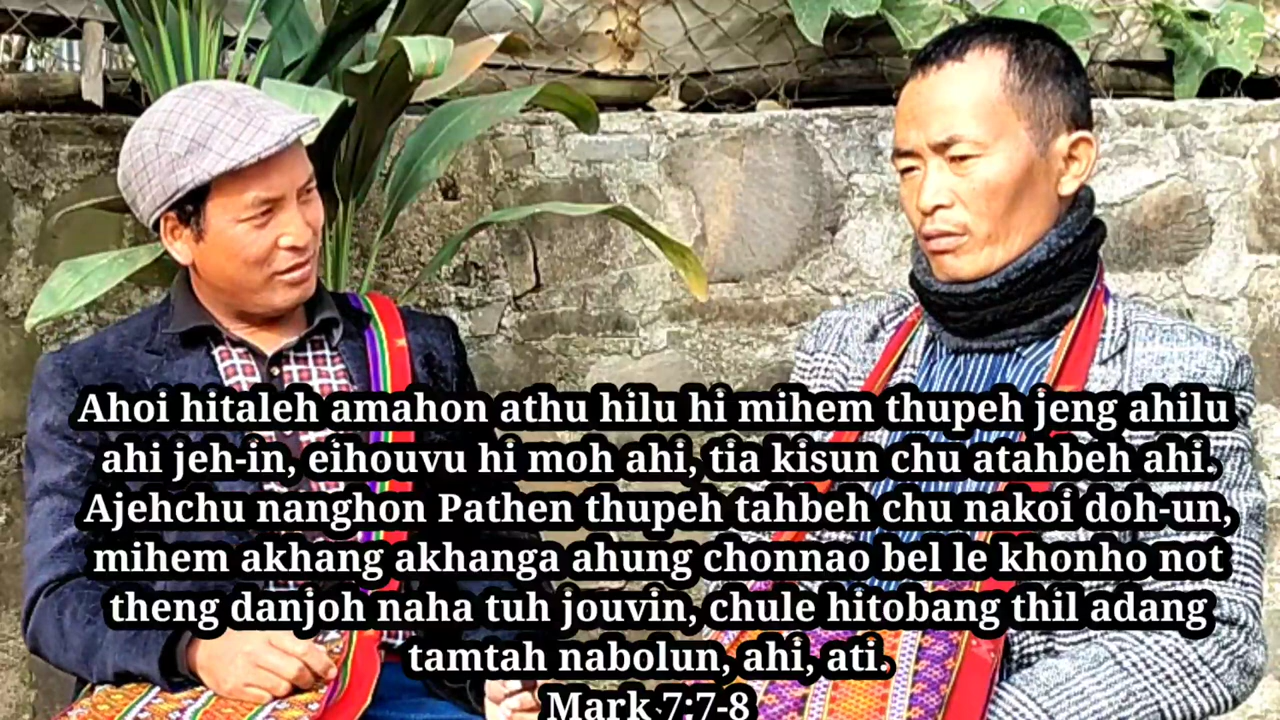 Ahoi hitaleh amahon athu hilu hi mihem thupeh jeng ahilu
ahi jeh-in, eihouvu hi moh ahi, tia kisun chu atahbeh ahi.
Ajehchu nanghon Pathen thupeh tahbeh chu nakoi doh-un,
mihem akhang akhanga ahung chonnao bel le khonho not
theng danjoh naha tuh jouvin, chule hitobang thil adang
tamtah nabolun, ahi, ati.
Mark 7:7-8